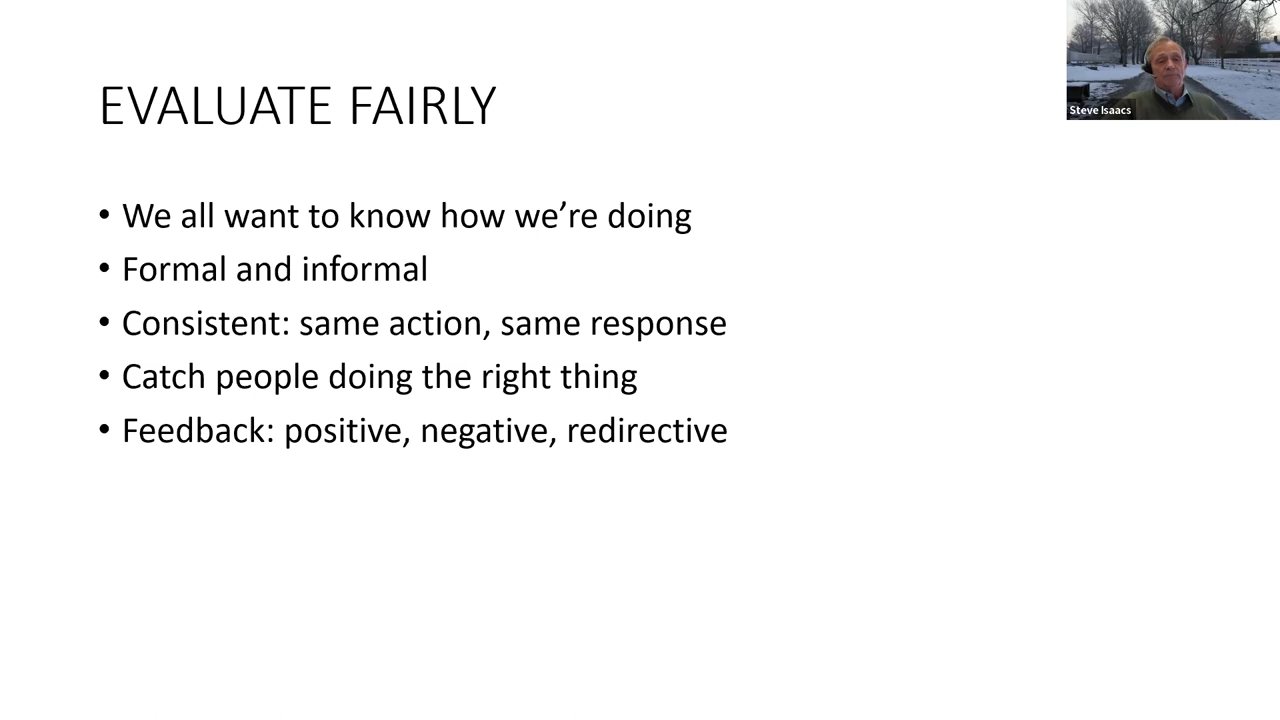 EVALUATE FAIRLY
• We all want to know how we’re doing
• Formal and informal
• Consistent: same action, same response
• Catch people doing the right thing
• Feedback: positive, negative, redirective
Steve Isaacs